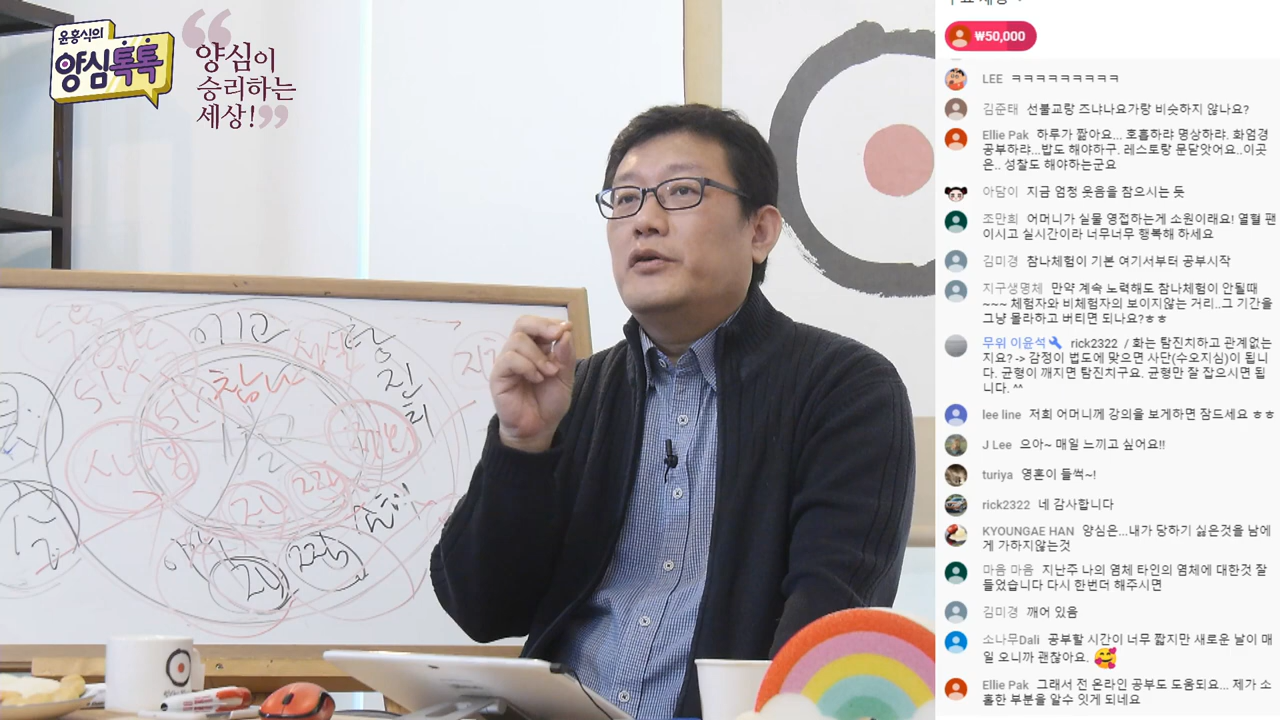 윤홍식의
양심톡톡
“양심이
승리하는
세상!”
에고
참나
탐진치
시나정
₩50,000
LEE ㅋㅋㅋㅋㅋㅋㅋㅋㅋ
김준태 선불교랑 즈냐나요가랑 비슷하지 않나요?
Ellie Pak 하루가 짧아요... 호흡하랴 명상하랴. 화엄경
공부하랴...밥도 해야하구. 레스토랑 문닫앗어요..이곳
은.. 성찰도 해야하는군요
아담이 지금 엄청 웃음을 참으시는 듯
조만희 어머니가 실물 영접하는게 소원이래요! 열혈 팬
이시고 실시간이라 너무너무 행복해 하세요
김미경 참나체험이 기본 여기서부터 공부시작
지구생명체 만약 계속 노력해도 참나체험이 안될때
~~~ 체험자와 비체험자의 보이지않는 거리..그 기간을
그냥 몰라하고 버티면 되나요?ㅎㅎ
무위 이윤석 rick2322 / 화는 탐진치하고 관계없는
지요? -> 감정이 법도에 맞으면 사단(수오지심)이 됩니
다. 균형이 깨지면 탐진치구요. 균형만 잘 잡으시면 됩
니다. ^^
lee line 저희 어머니께 강의을 보게하면 잠드세요 ㅎㅎ
J Lee 으아~ 매일 느끼고 싶어요!!
turiya 영혼이 들썩~!
rick2322 네 감사합니다
KYOUNGAE HAN 양심은...내가 당하기 싫은것을 남에
게 가하지않는것
마음 마음 지난주 나의 염체 타인의 염체에 대한것 잘
들었습니다 다시 한번더 해주시면
김미경 깨어 있음
소나무Dali 공부할 시간이 너무 짧지만 새로운 날이 매
일 오니까 괜찮아요. 🥰
Ellie Pak 그래서 전 온라인 공부도 도움되요... 제가 소
홀한 부분을 알수 잇게 되네요